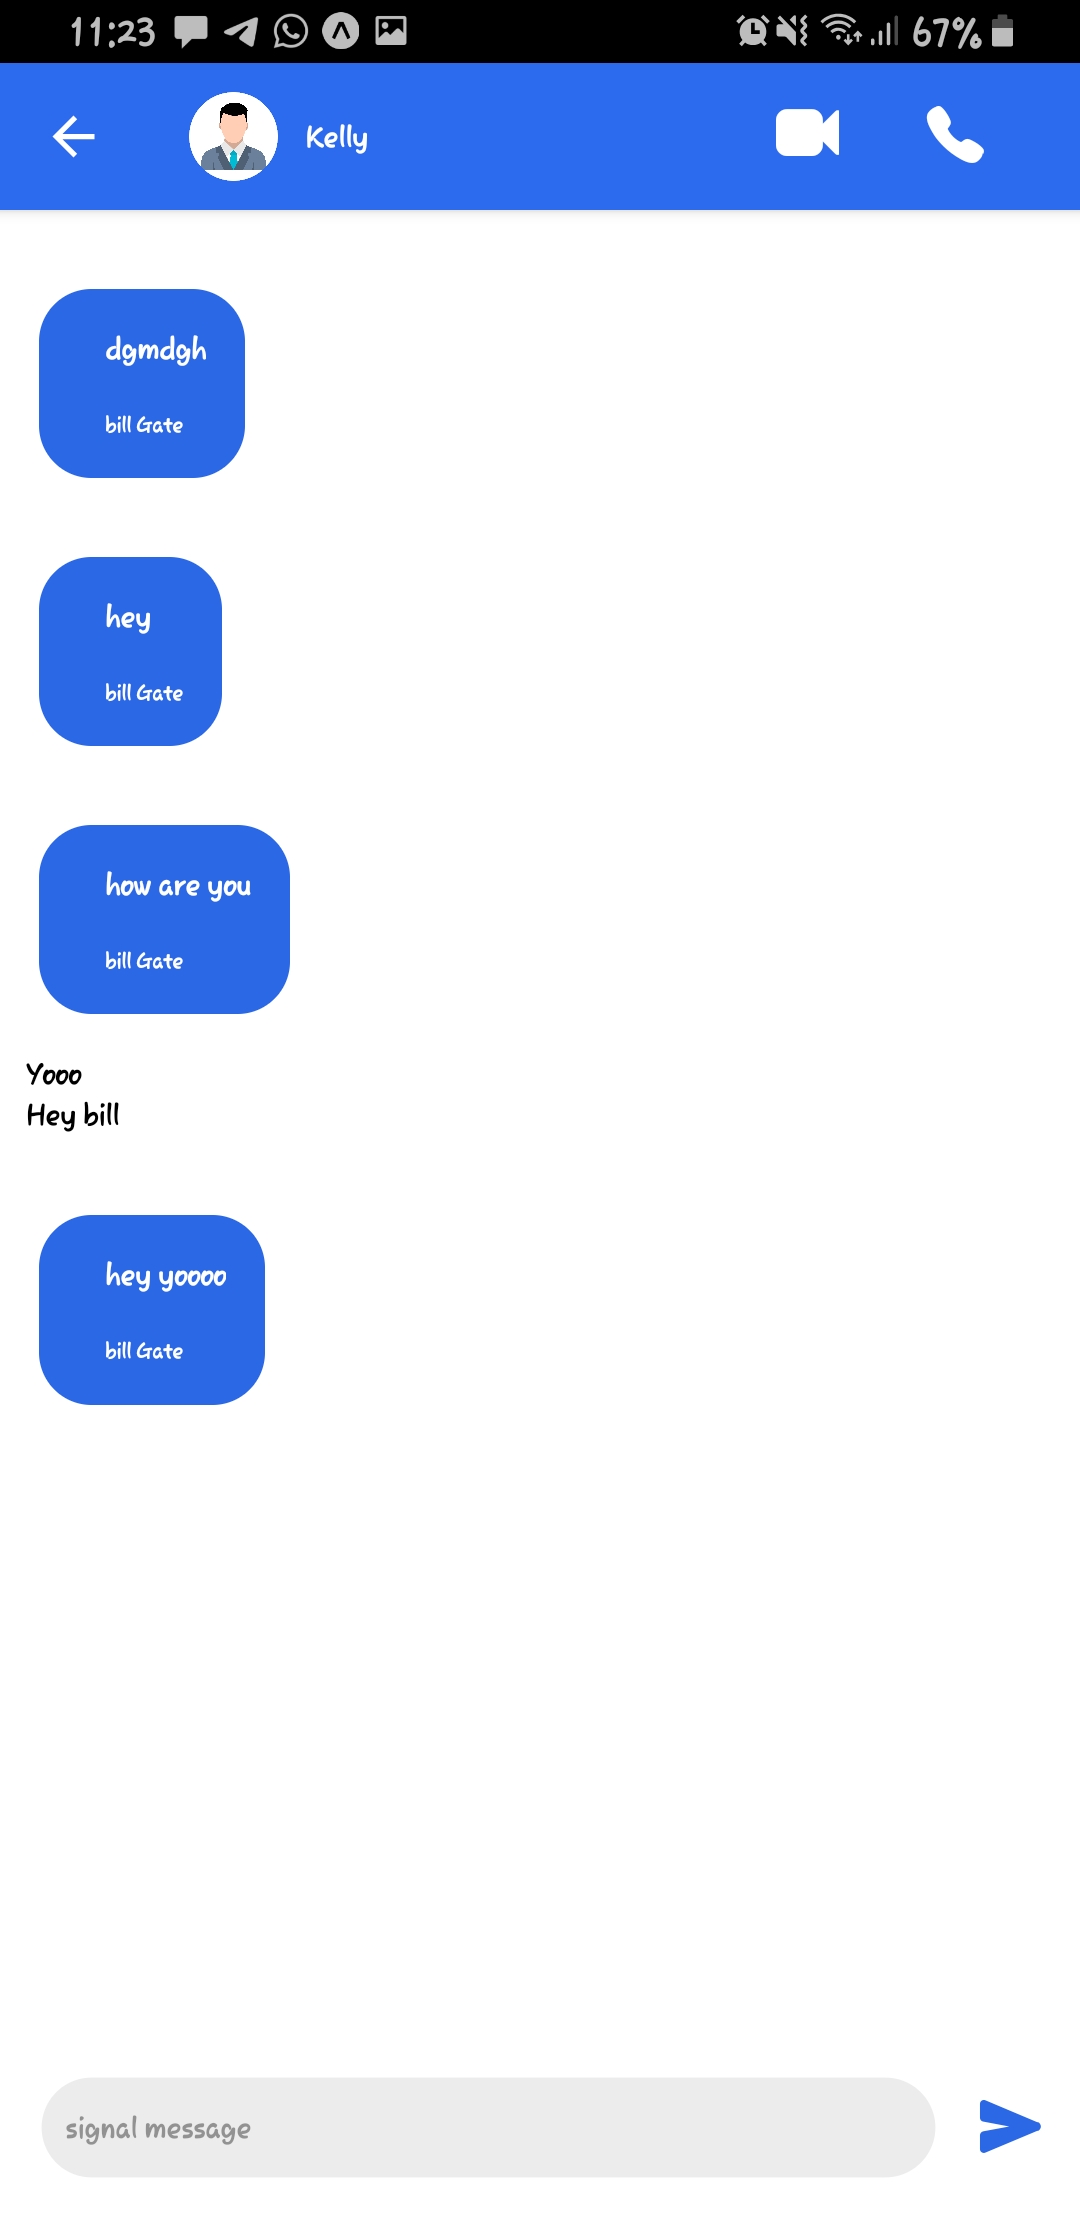 11:23 67%
Kelly
dgmdgh
bill Gate
hey
bill Gate
how are you
bill Gate
Yooo
Hey bill
hey yoooo
bill Gate
signal message